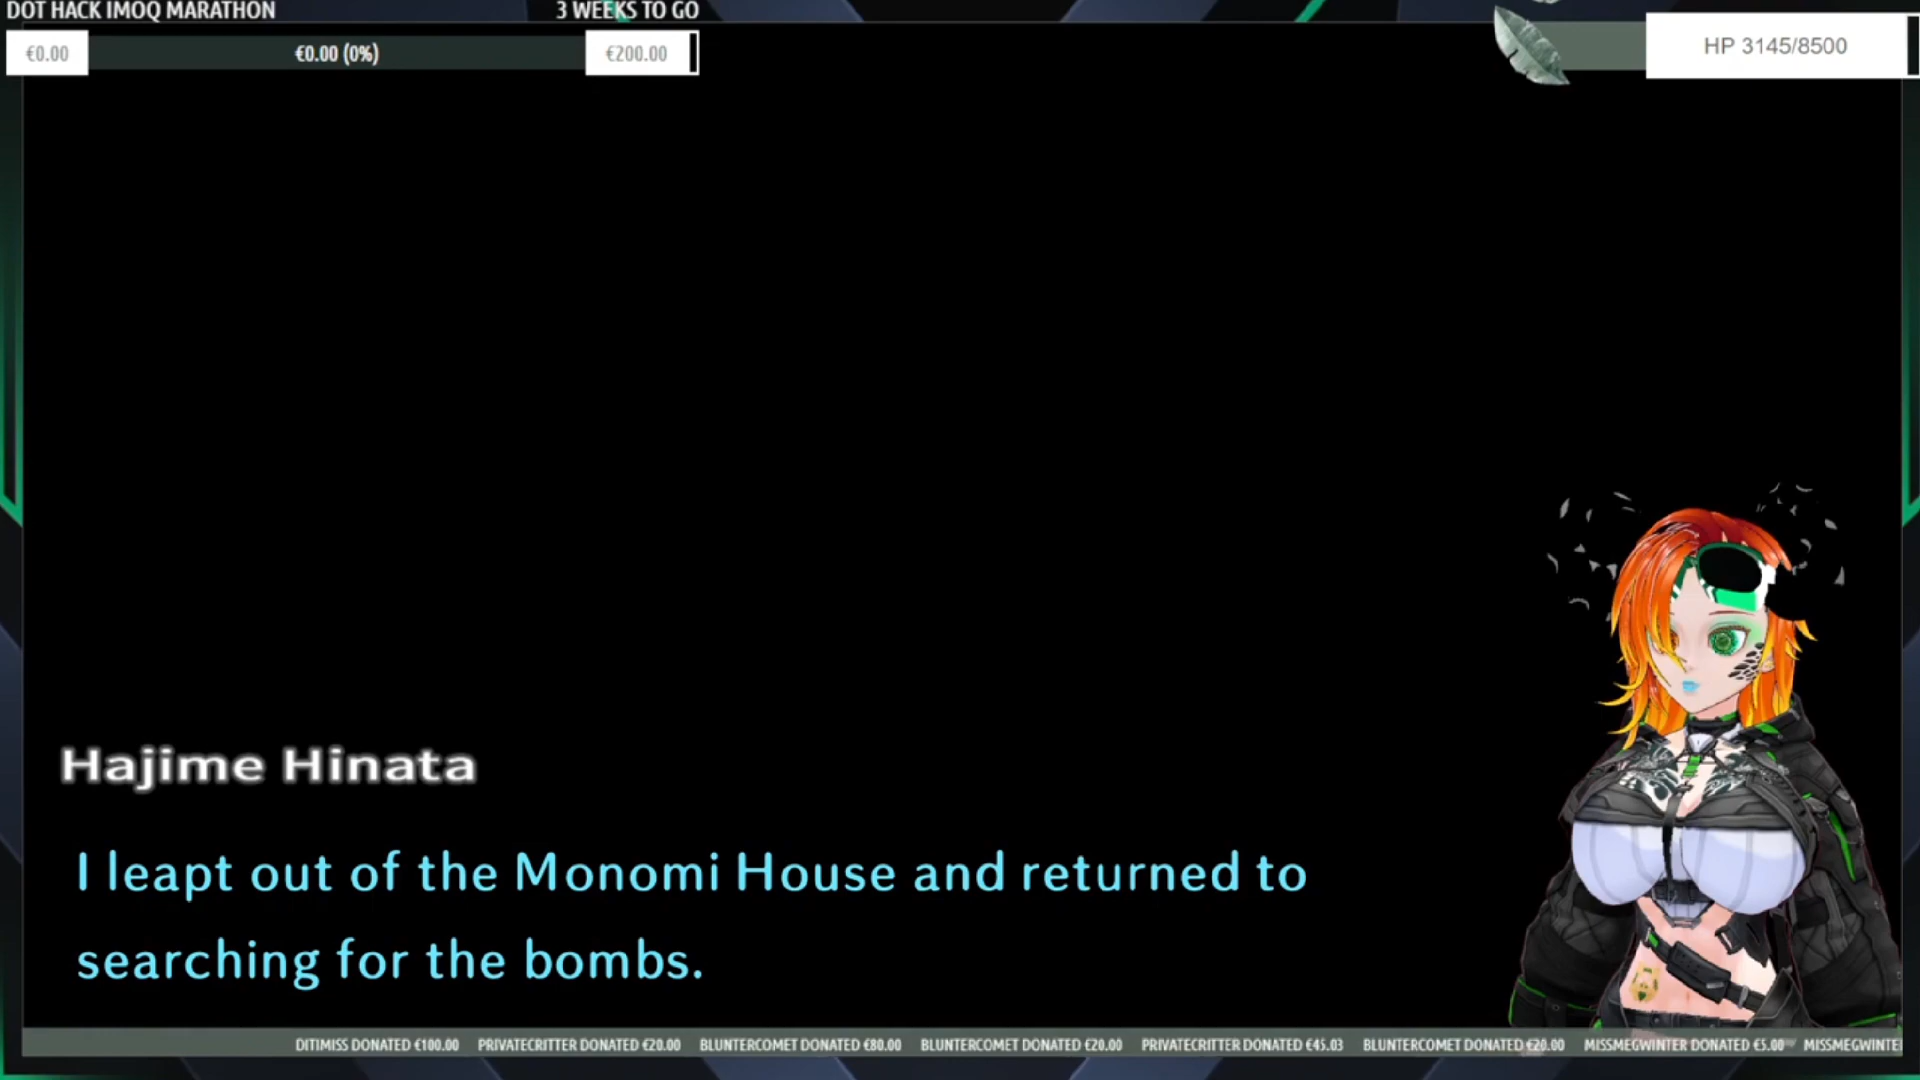 DOT HACK IMOQ MARATHON 3 WEEKS TO GO
€0.00 €0.00 (0%) €200.00
HP 3145/8500
Hajime Hinata
I leapt out of the Monomi House and returned to
searching for the bombs.
DITIMISS DONATED €100.00 PRIVATECRITTER DONATED €20.00 BLUNTERCOMET DONATED €80.00 BLUNTERCOMET DONATED €20.00 PRIVATECRITTER DONATED €45.03 BLUNTERCOMET DONATED €20.00 MISSMEGWINTER DONATED €5.00 MISSMEGWINTE